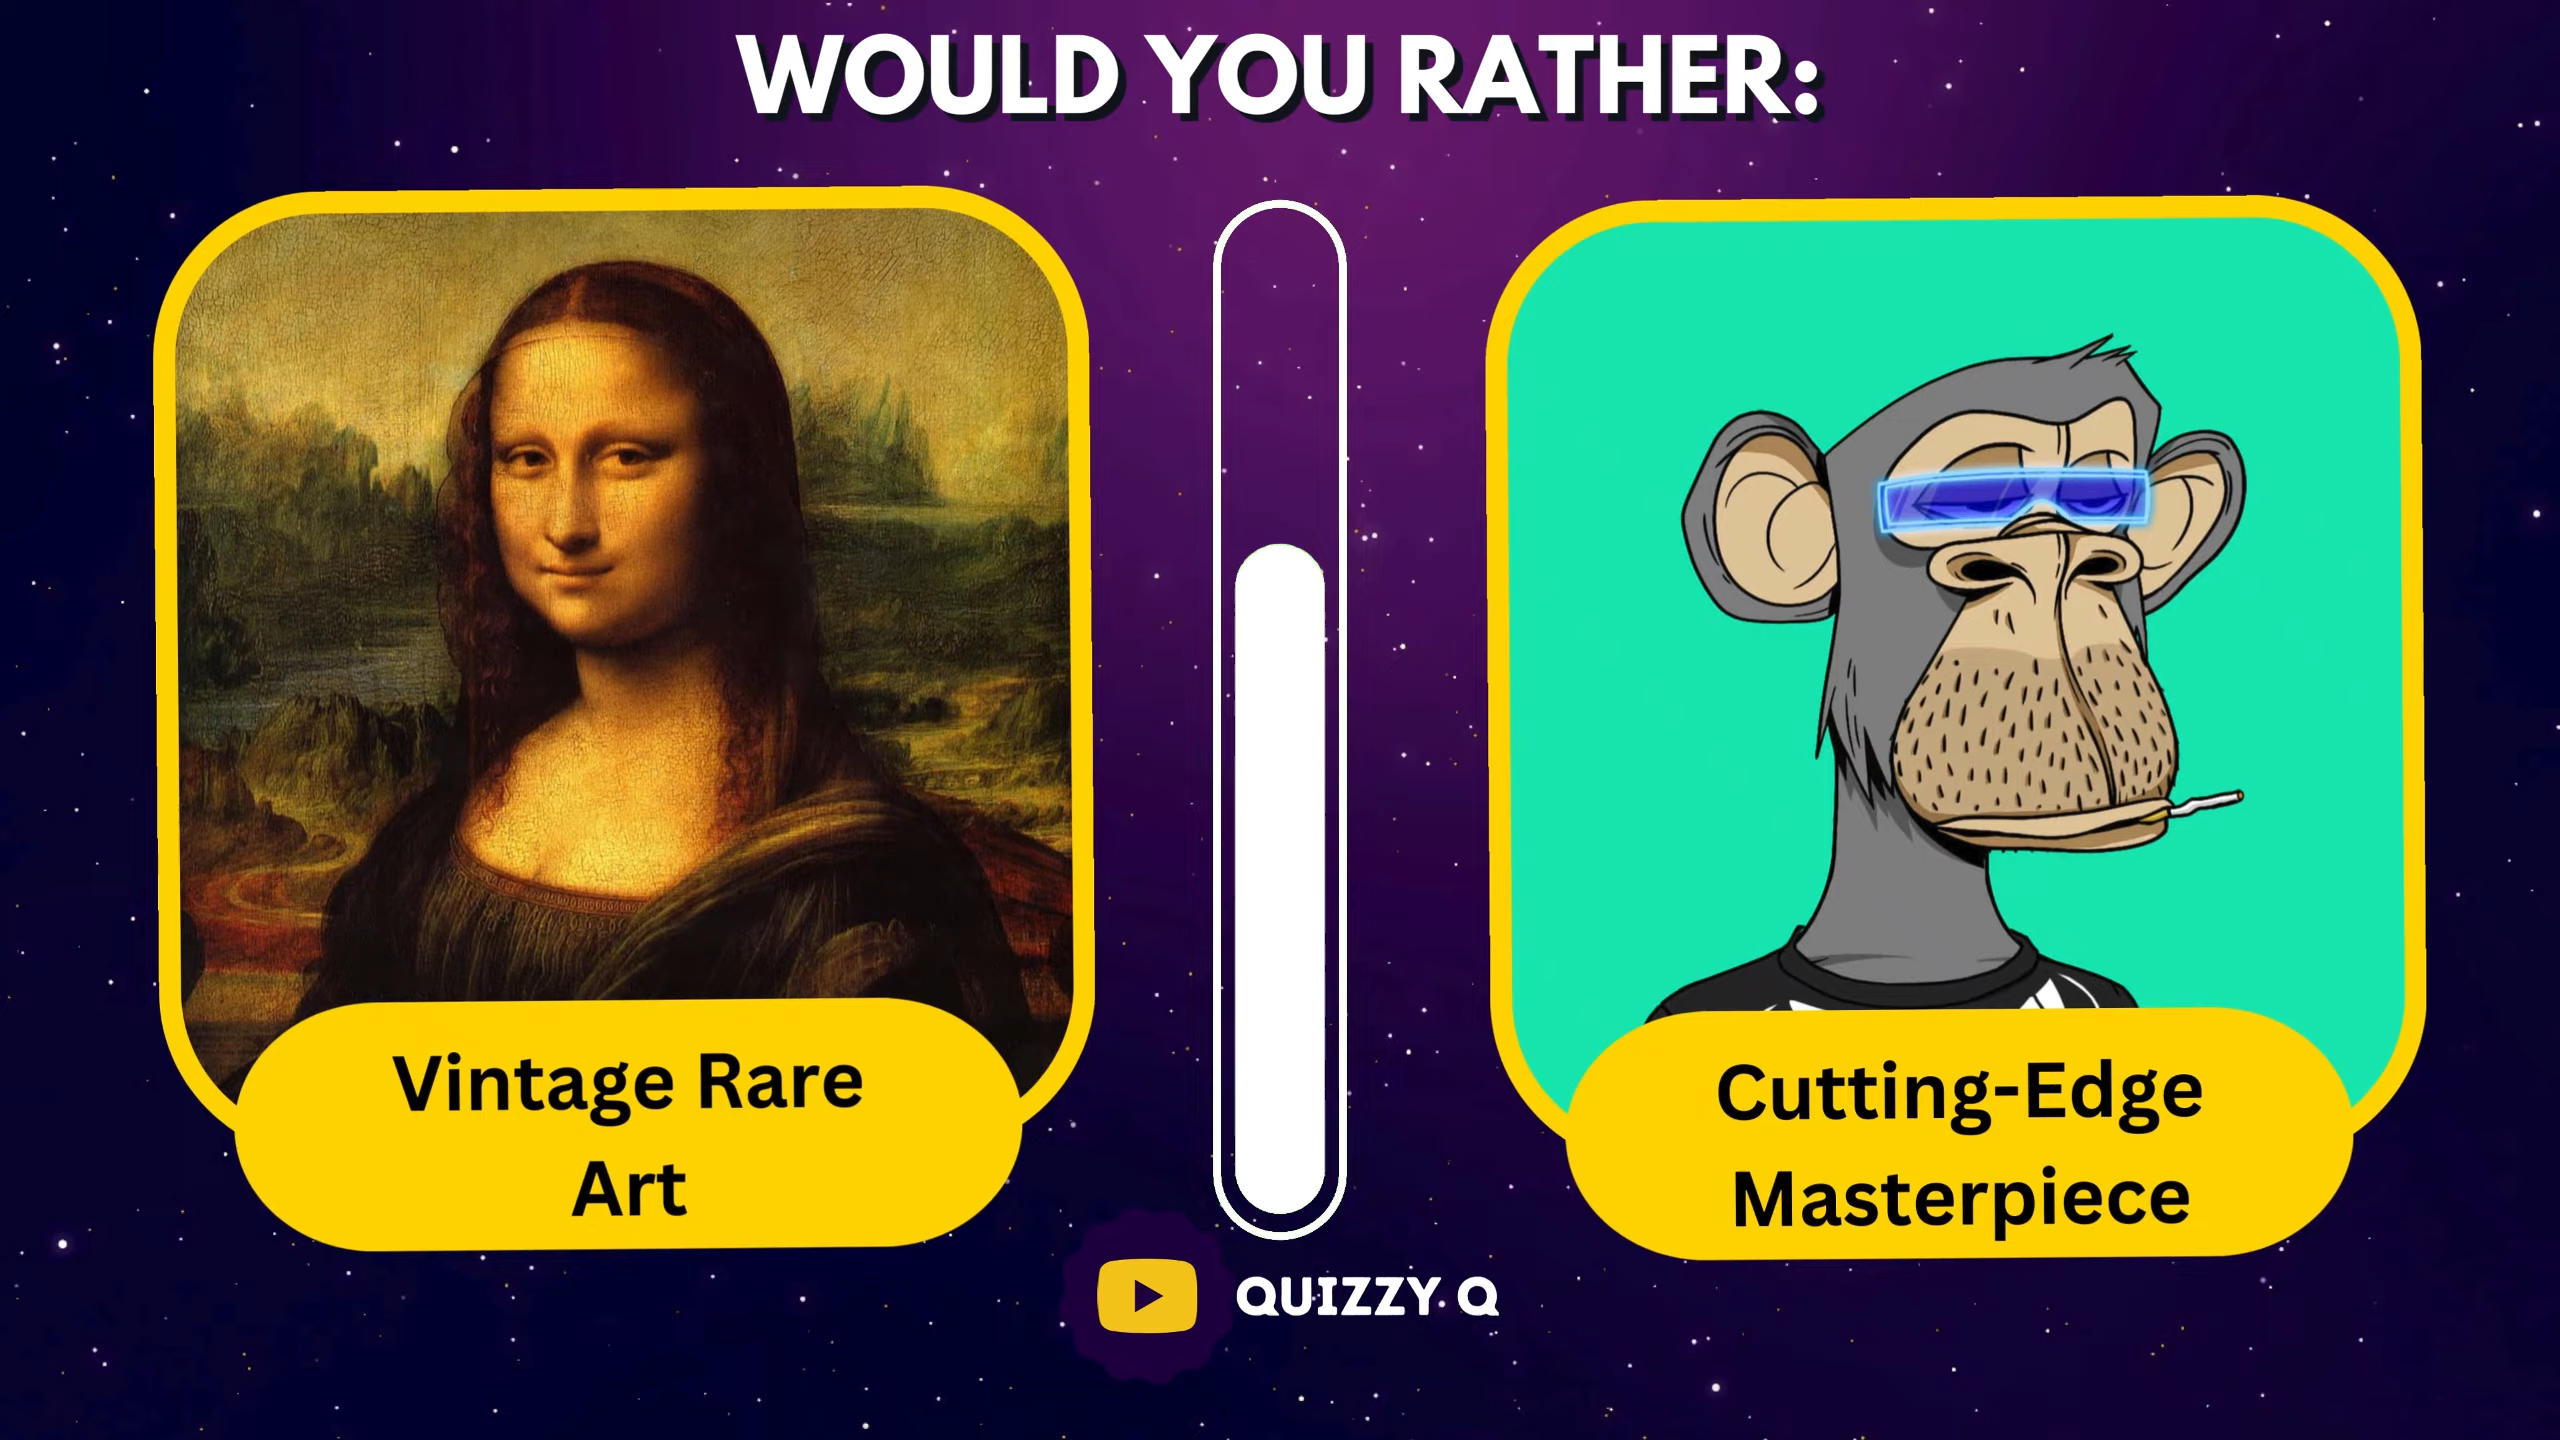 WOULD YOU RATHER:
Vintage Rare
Art
Cutting-Edge
Masterpiece
QUIZZY Q